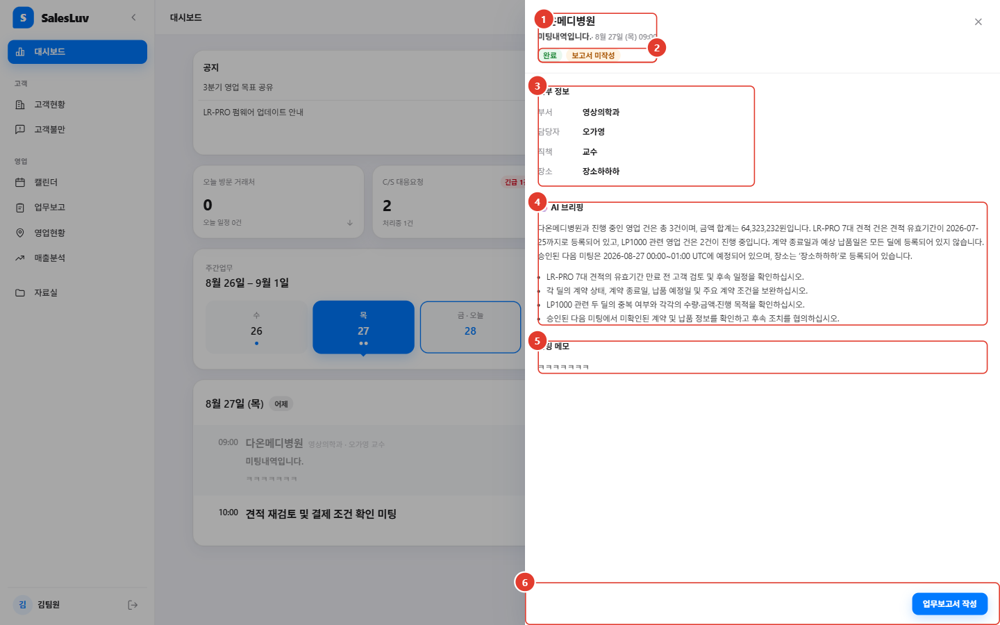 S SalesLuv
대시보드
고객
고객현황
고객불만
영업
캘린더
업무보고
영업현황
매출분석
자료실
김 김팀원
대시보드
공지
3분기 영업 목표 공유
LR-PRO 펌웨어 업데이트 안내
오늘 방문 거래처
0
오늘 일정 0건
C/S 대응요청
긴급 1
2
처리중 1건
주간업무
8월 26일 – 9월 1일
수
26
목
27
금 · 오늘
28
8월 27일 (목) 어제
09:00 다온메디병원 영상의학과 · 오가영 교수
미팅내역입니다.
ㅋㅋㅋㅋㅋㅋㅋ
10:00 견적 재검토 및 결제 조건 확인 미팅
1
메디병원
미팅내역입니다. · 8월 27일 (목) 09:00
2
완료 보고서 미작성
3
부 정보
부서 영상의학과
담당자 오가영
직책 교수
장소 장소하하하
4
AI 브리핑
다온메디병원과 진행 중인 영업 건은 총 3건이며, 금액 합계는 64,323,232원입니다. LR-PRO 7대 견적 건은 견적 유효기간이 2026-07-
25까지로 등록되어 있고, LP1000 관련 영업 건은 2건이 진행 중입니다. 계약 종료일과 예상 납품일은 모든 딜에 등록되어 있지 않습니다.
승인된 다음 미팅은 2026-08-27 00:00~01:00 UTC에 예정되어 있으며, 장소는 '장소하하하'로 등록되어 있습니다.
• LR-PRO 7대 견적의 유효기간 만료 전 고객 검토 및 후속 일정을 확인하십시오.
• 각 딜의 계약 상태, 계약 종료일, 납품 예정일 및 주요 계약 조건을 보완하십시오.
• LP1000 관련 두 딜의 중복 여부와 각각의 수량·금액·진행 목적을 확인하십시오.
• 승인된 다음 미팅에서 미확인된 계약 및 납품 정보를 확인하고 후속 조치를 협의하십시오.
5
팅 메모
ㅋㅋㅋㅋㅋㅋㅋ
6
업무보고서 작성